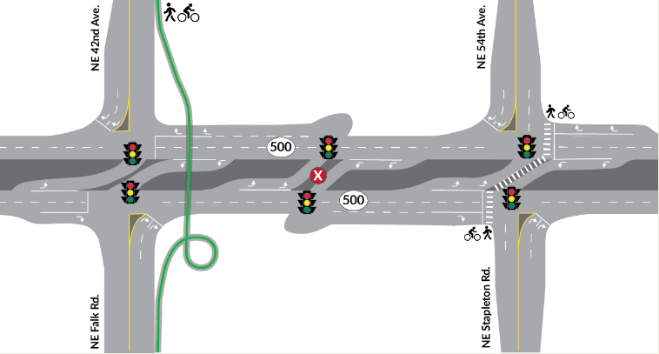 NE 42nd Ave.
NE 54th Ave.
500
X
500
NE Falk Rd.
NE Stapleton Rd.